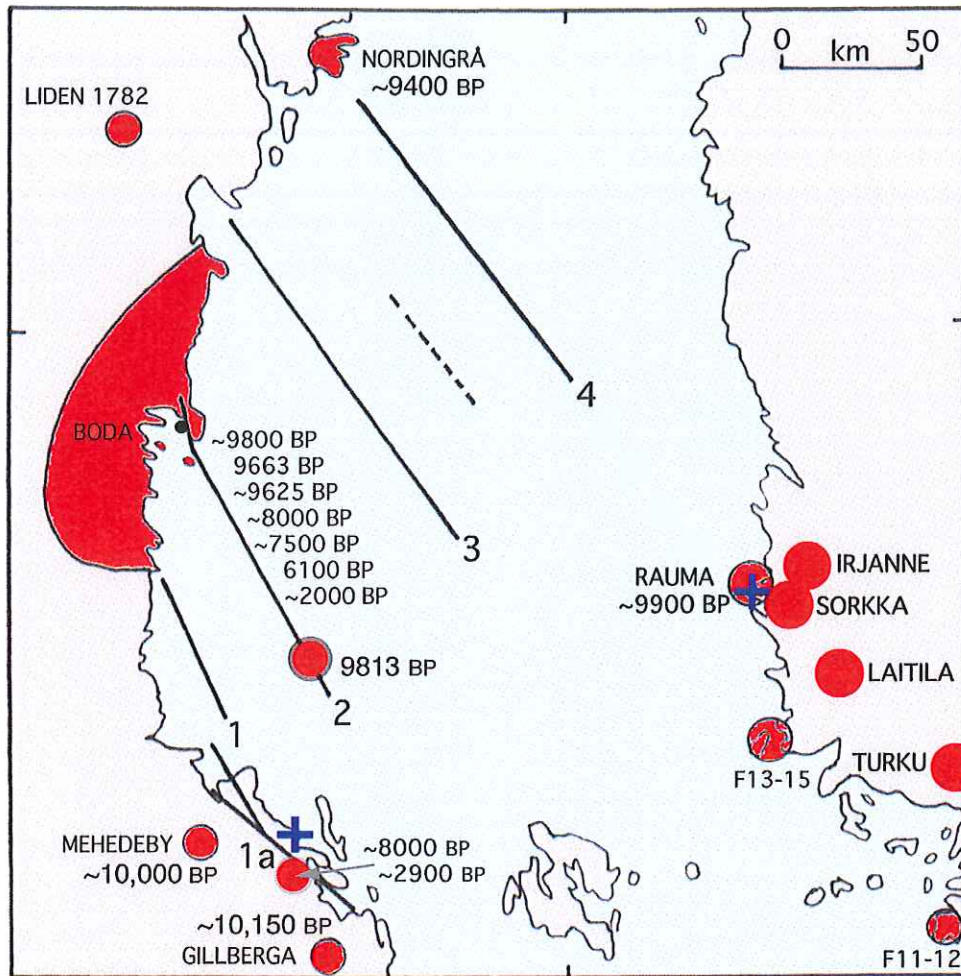 NORDINGRÅ
~9400 BP
0 50
km
LIDEN 1782
4
BODA
~9800 BP
9663 BP
~9625 BP
~8000 BP
~7500 BP
6100 BP
~2000 BP
3
RAUMA
~9900 BP
IRJANNE
SORKKA
9813 BP
LAITILA
2
1
F13-15
TURKU
MEHEDEBY
~10,000 BP
1a
~8000 BP
~2900 BP
~10,150 BP
GILLBERGA
F11-12